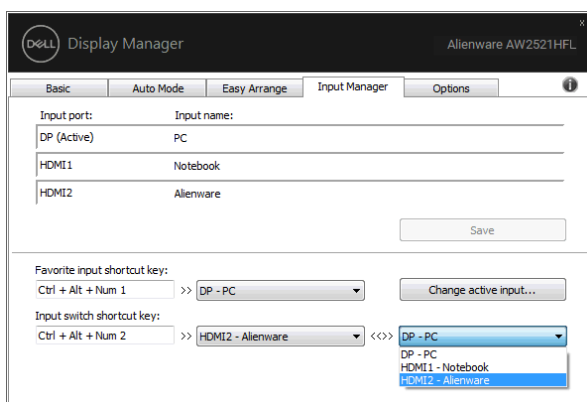 DELL Display Manager Alienware AW2521HFL x
Basic Auto Mode Easy Arrange Input Manager Options i
Input port: Input name:
DP (Active) PC
HDMI1 Notebook
HDMI2 Alienware
Save
Favorite input shortcut key:
Ctrl + Alt + Num 1 >> DP - PC Change active input...
Input switch shortcut key:
Ctrl + Alt + Num 2 >> HDMI2 - Alienware <<>> DP - PC
DP - PC
HDMI1 - Notebook
HDMI2 - Alienware